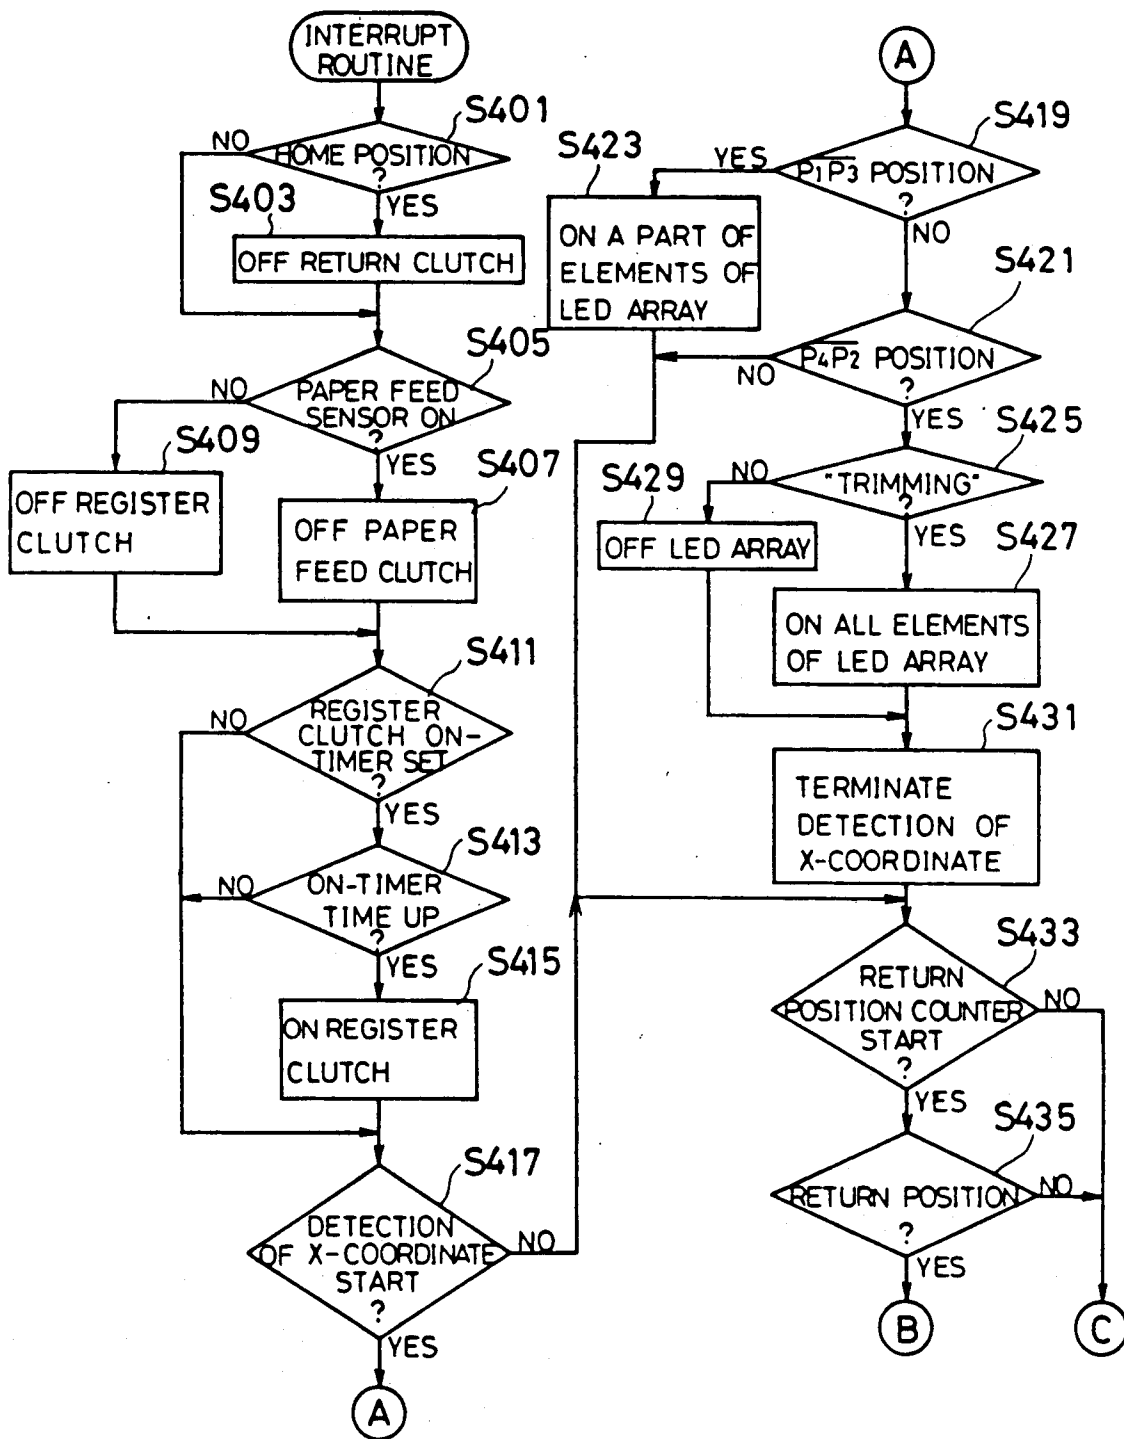 INTERRUPT
ROUTINE
S401
NO
HOME POSITION
?
YES
S403
OFF RETURN CLUTCH
S405
NO
PAPER FEED
SENSOR ON
?
YES
S409
OFF REGISTER
CLUTCH
S407
OFF PAPER
FEED CLUTCH
S411
NO
REGISTER
CLUTCH ON-
TIMER SET
?
YES
S413
NO
ON-TIMER
TIME UP
?
YES
S415
ON REGISTER
CLUTCH
S417
DETECTION
OF X-COORDINATE
START
?
NO
YES
A
A
S419
YES
P̅₁P̅₃ POSITION
?
NO
S423
ON A PART OF
ELEMENTS OF
LED ARRAY
S421
P̅₄P̅₂ POSITION
?
NO
YES
S425
NO
"TRIMMING"
?
YES
S429
OFF LED ARRAY
S427
ON ALL ELEMENTS
OF LED ARRAY
S431
TERMINATE
DETECTION OF
X-COORDINATE
S433
RETURN
POSITION COUNTER
START
?
NO
YES
S435
RETURN POSITION
?
NO
YES
B
C